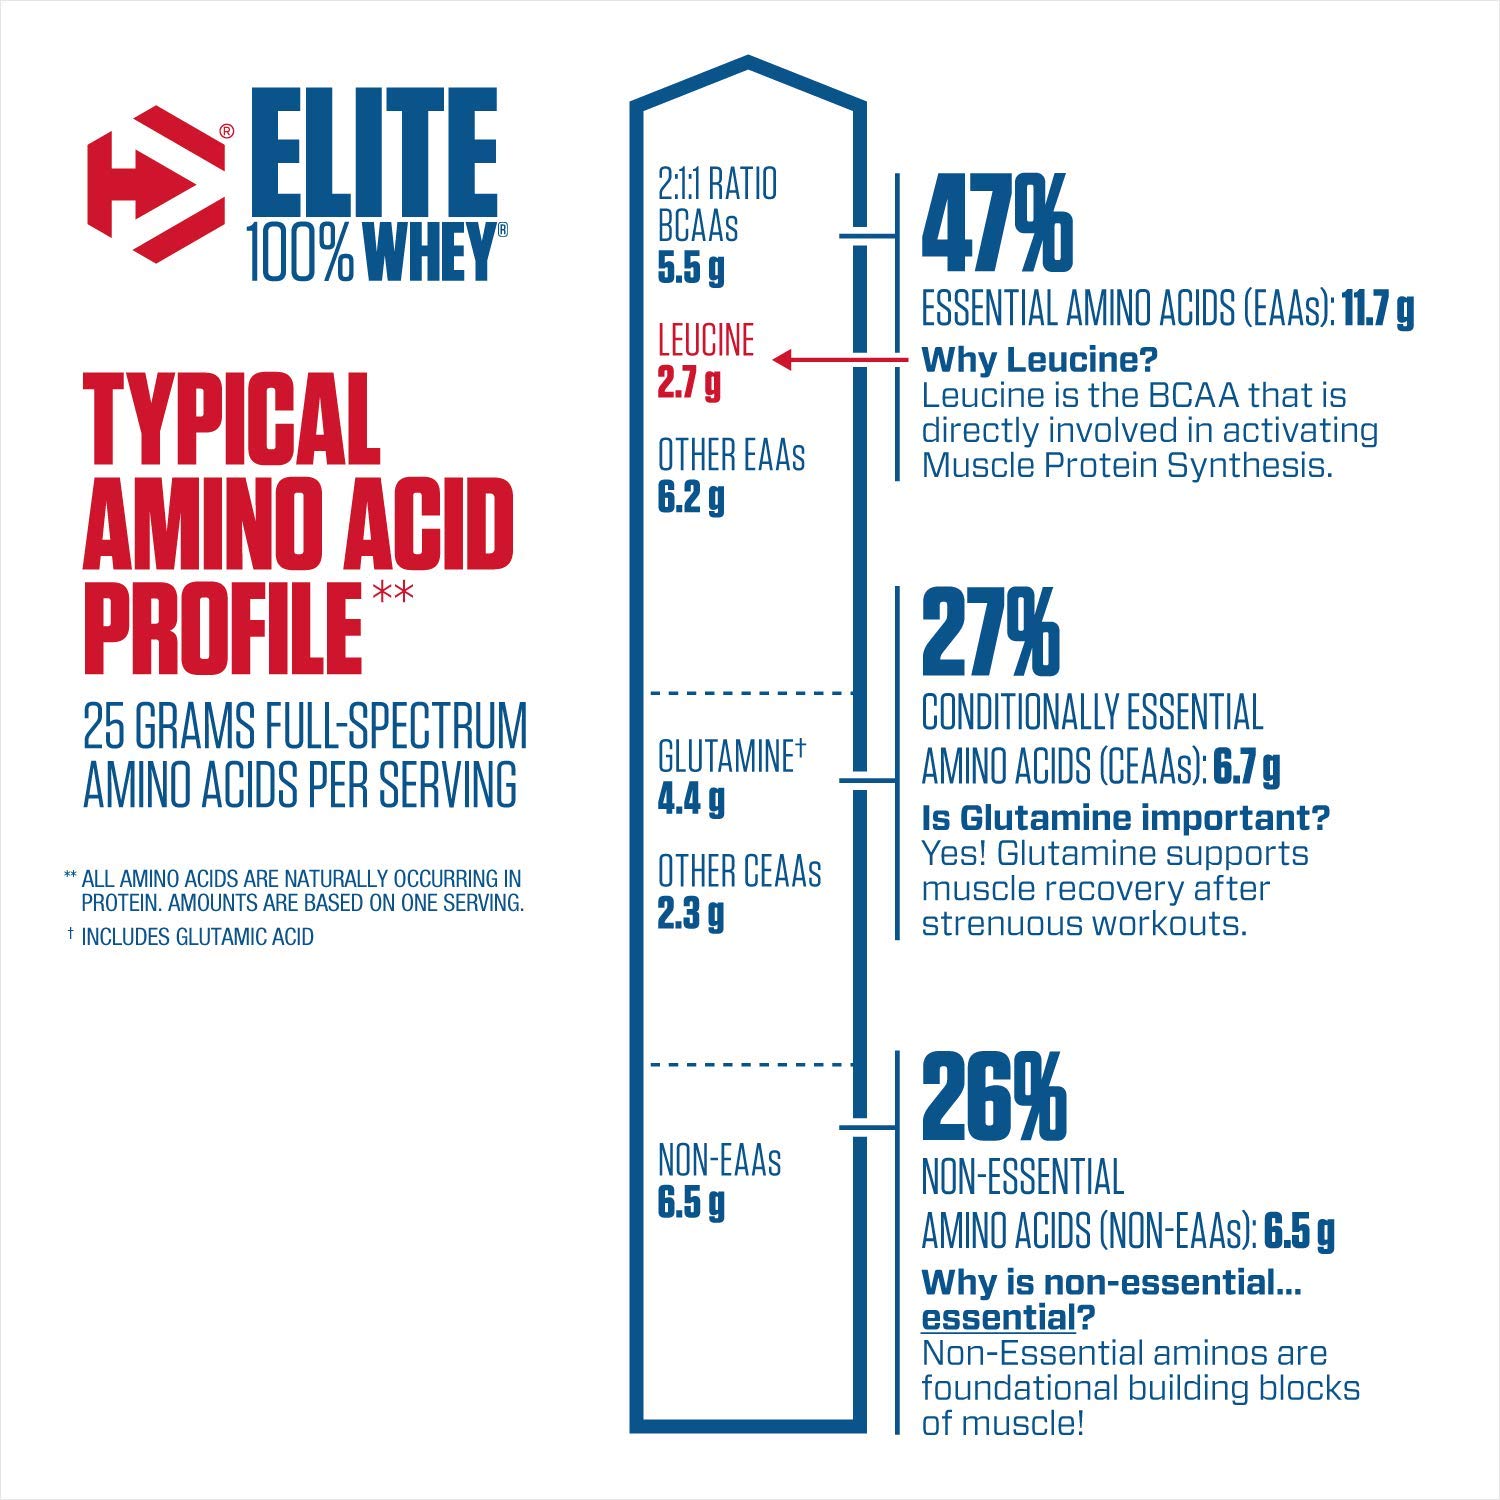 ELITE
100% WHEY®
®
TYPICAL
AMINO ACID
PROFILE**
25 GRAMS FULL-SPECTRUM
AMINO ACIDS PER SERVING
** ALL AMINO ACIDS ARE NATURALLY OCCURRING IN
PROTEIN. AMOUNTS ARE BASED ON ONE SERVING.
† INCLUDES GLUTAMIC ACID
2:1:1 RATIO
BCAAs
5.5 g
LEUCINE
2.7 g
OTHER EAAs
6.2 g
GLUTAMINE†
4.4 g
OTHER CEAAs
2.3 g
NON-EAAs
6.5 g
47%
ESSENTIAL AMINO ACIDS (EAAs): 11.7 g
Why Leucine?
Leucine is the BCAA that is
directly involved in activating
Muscle Protein Synthesis.
27%
CONDITIONALLY ESSENTIAL
AMINO ACIDS (CEAAs): 6.7 g
Is Glutamine important?
Yes! Glutamine supports
muscle recovery after
strenuous workouts.
26%
NON-ESSENTIAL
AMINO ACIDS (NON-EAAs): 6.5 g
Why is non-essential...
essential?
Non-Essential aminos are
foundational building blocks
of muscle!